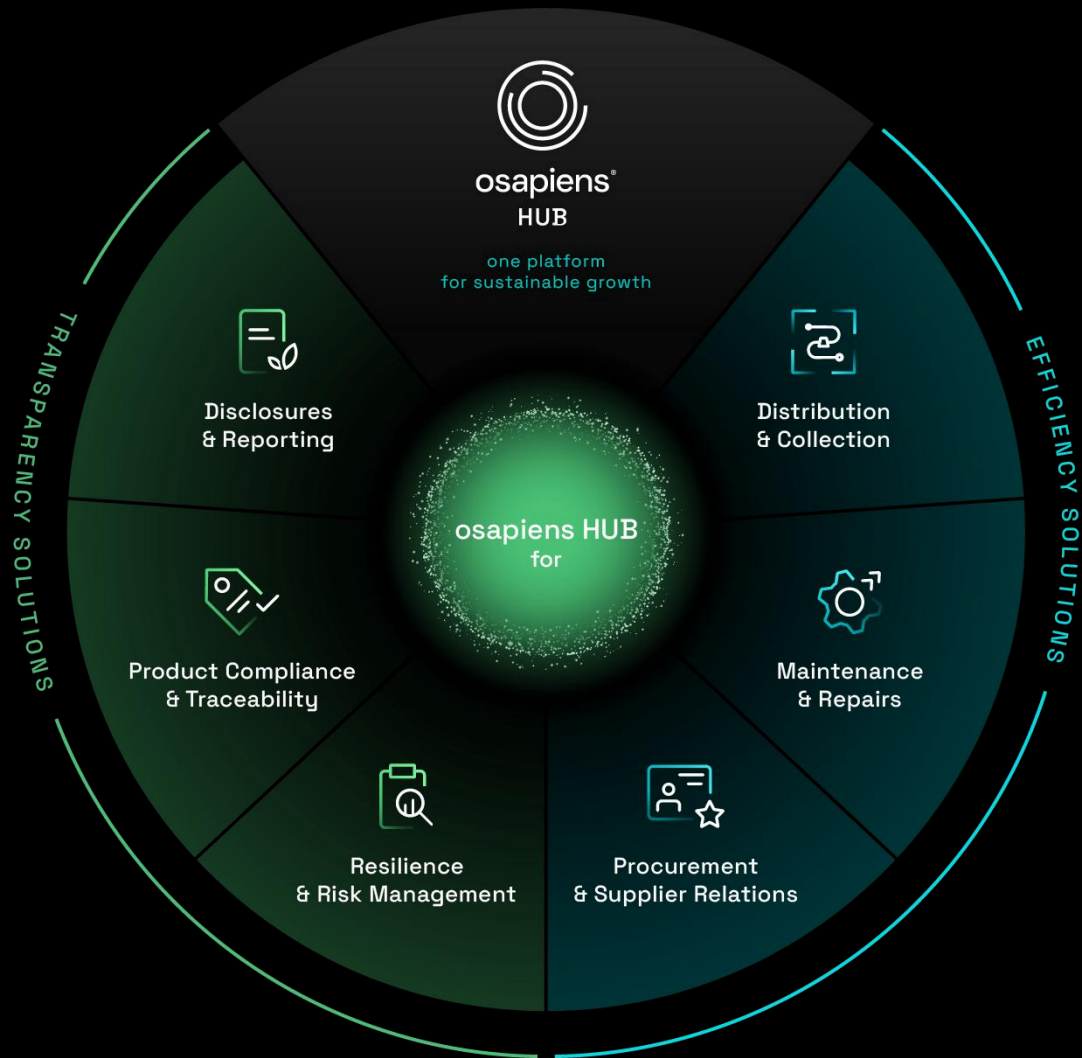 osapiens®
HUB
one platform
for sustainable growth
TRANSPARENCY SOLUTIONS
EFFICIENCY SOLUTIONS
Disclosures
& Reporting
Distribution
& Collection
osapiens HUB
for
Product Compliance
& Traceability
Maintenance
& Repairs
Resilience
& Risk Management
Procurement
& Supplier Relations